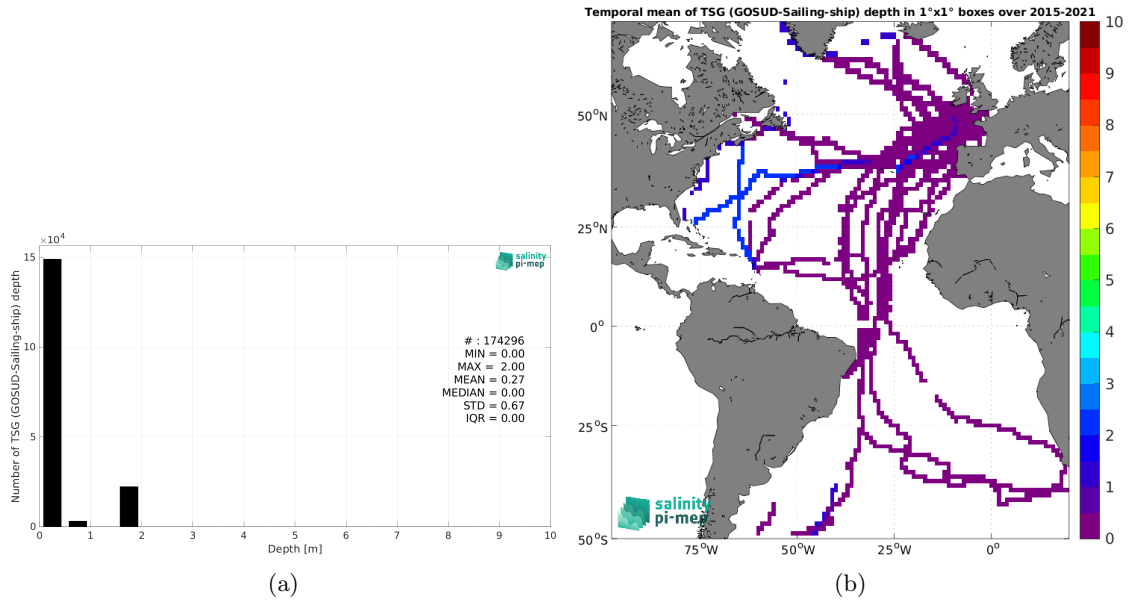 ×10⁴
15
10
5
0
Number of TSG (GOSUD-Sailing-ship) depth
0 1 2 3 4 5 6 7 8 9 10
Depth [m]
salinity
pi-mep
# : 174296
MIN = 0.00
MAX = 2.00
MEAN = 0.27
MEDIAN = 0.00
STD = 0.67
IQR = 0.00
(a)
Temporal mean of TSG (GOSUD-Sailing-ship) depth in 1°x1° boxes over 2015-2021
50°N
25°N
0°
25°S
50°S
75°W 50°W 25°W 0°
salinity
pi-mep
10
9
8
7
6
5
4
3
2
1
0
(b)